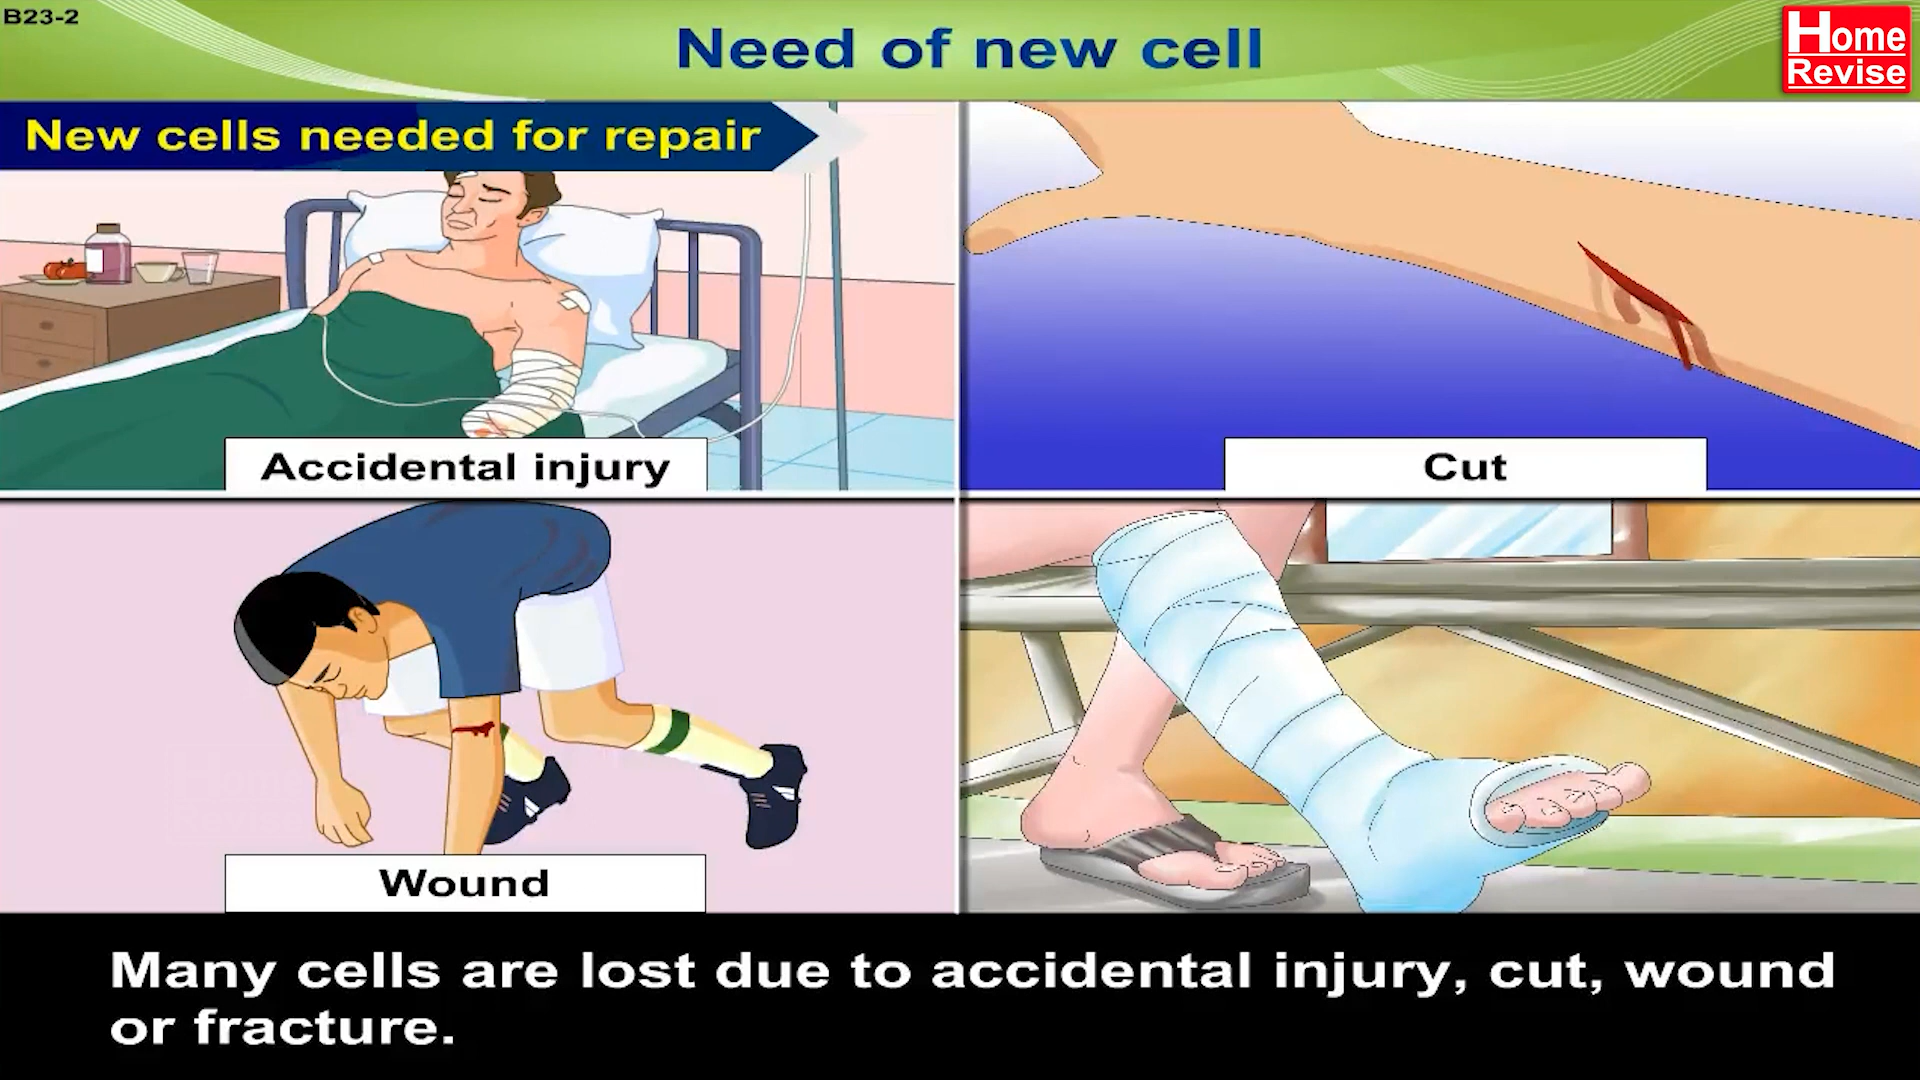 B23-2
Need of new cell
Home
Revise
New cells needed for repair
Accidental injury
Cut
Wound
Many cells are lost due to accidental injury, cut, wound
or fracture.